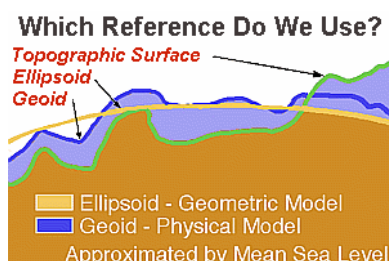 Which Reference Do We Use?
Topographic Surface
Ellipsoid
Geoid
Ellipsoid - Geometric Model
Geoid - Physical Model
Approximated by Mean Sea Level